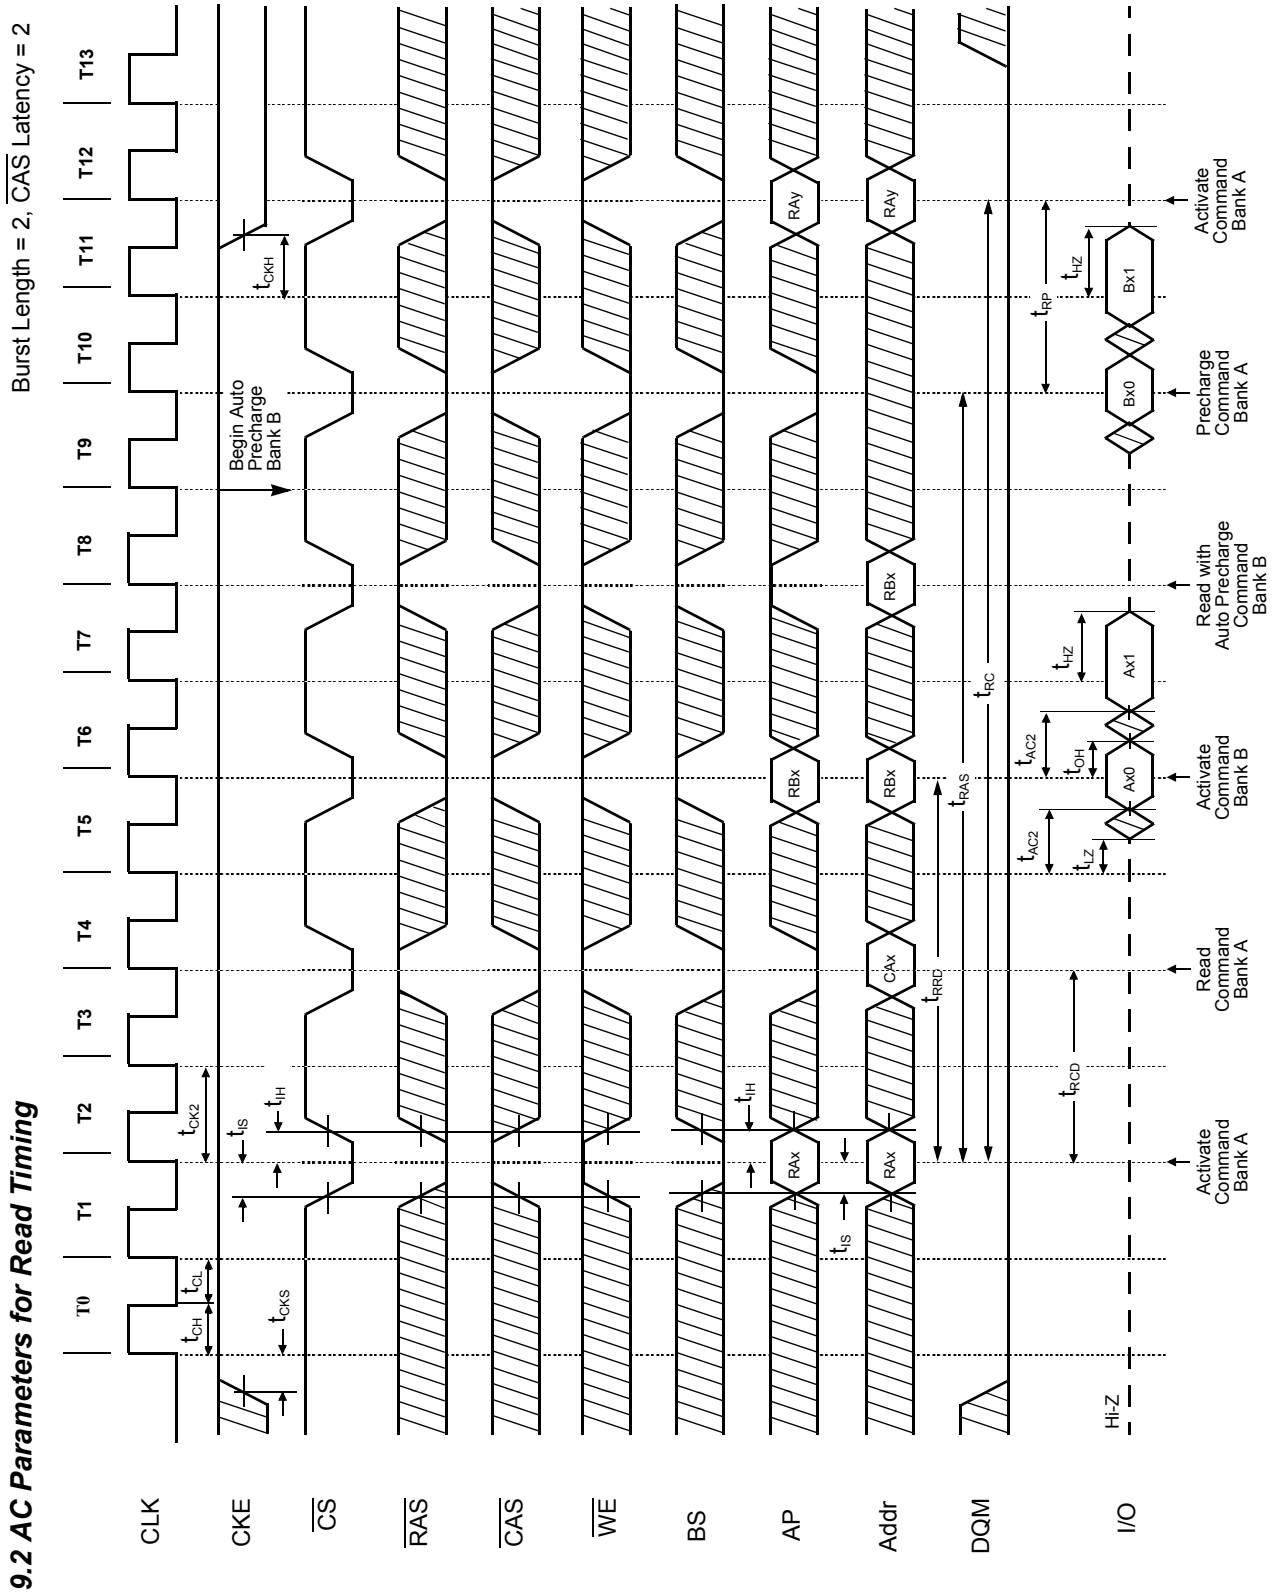 9.2 AC Parameters for Read Timing
Burst Length = 2, CAS Latency = 2
T0 T1 T2 T3 T4 T5 T6 T7 T8 T9 T10 T11 T12 T13
CLK
tCH tCL tCK2
CKE
tCKS
tIS
tIH
Begin Auto
Precharge
Bank B
tCKH
CS
RAS
CAS
WE
BS
tIH
AP
RAx RBx RAy
tIS
Addr
RAx CAx RBx RBx RAy
tRRD
tRAS
tRC
DQM
tRCD
tRP
tAC2 tAC2
tLZ tOH tHZ tHZ
I/O
Hi-Z
Ax0 Ax1 Bx0 Bx1
Activate
Command
Bank A
Read
Command
Bank A
Activate
Command
Bank B
Read with
Auto Precharge
Command
Bank B
Precharge
Command
Bank A
Activate
Command
Bank A